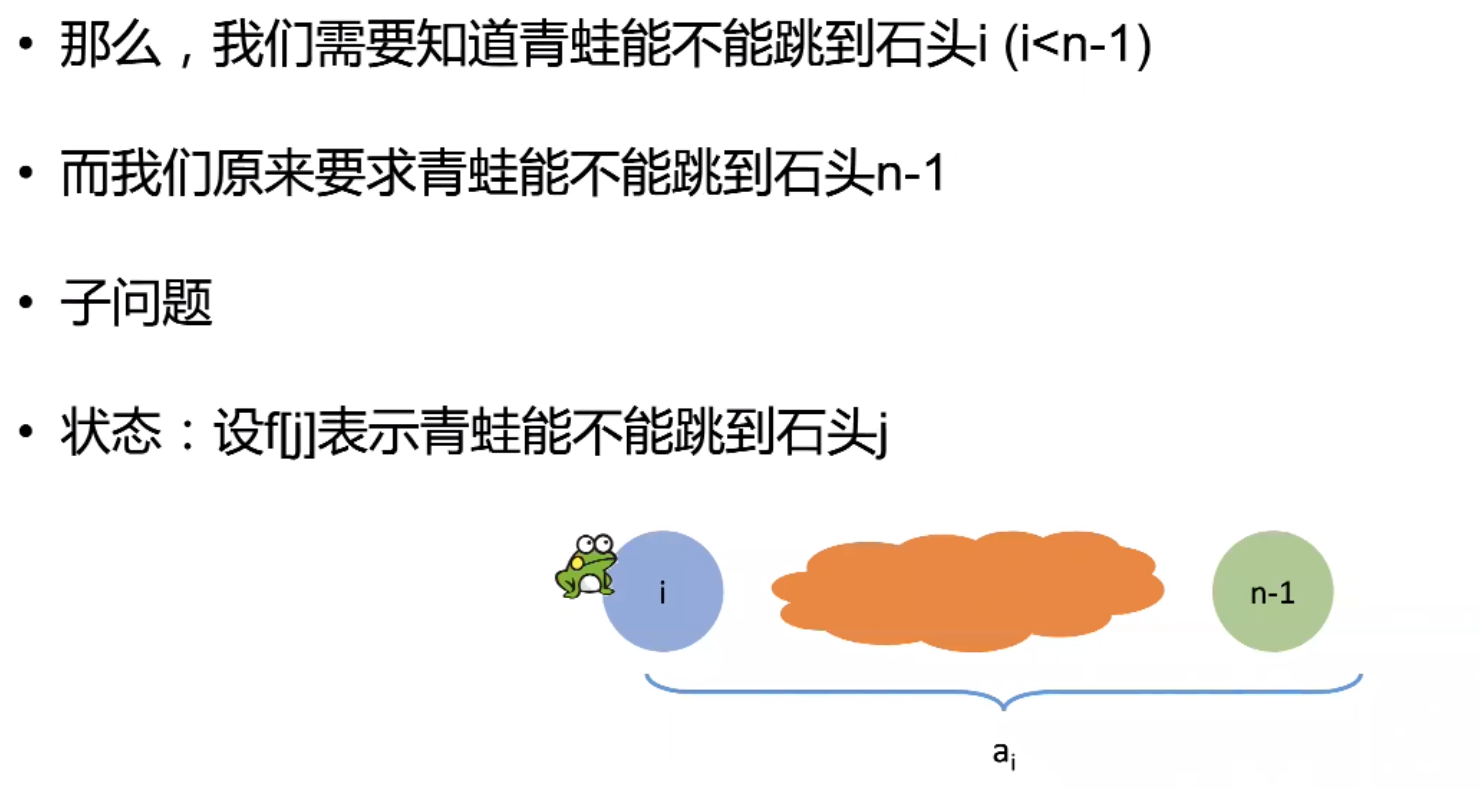 • 那么，我们需要知道青蛙能不能跳到石头i (i<n-1)
• 而我们原来要求青蛙能不能跳到石头n-1
• 子问题
• 状态：设f[j]表示青蛙能不能跳到石头j
i
n-1
aᵢ